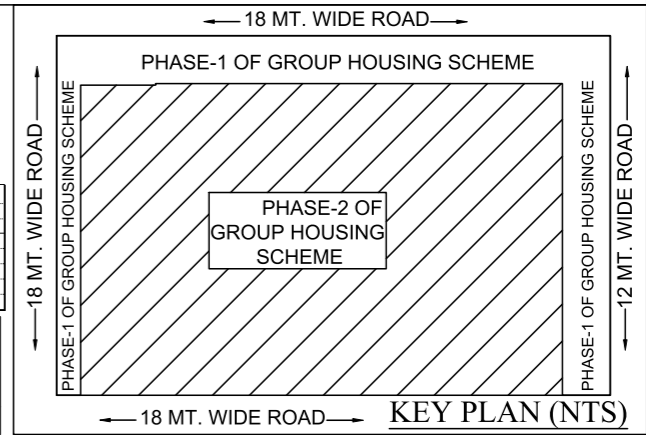 18 MT. WIDE ROAD
PHASE-1 OF GROUP HOUSING SCHEME
18 MT. WIDE ROAD
PHASE-1 OF GROUP HOUSING SCHEME
PHASE-2 OF
GROUP HOUSING
SCHEME
PHASE-1 OF GROUP HOUSING SCHEME
12 MT. WIDE ROAD
18 MT. WIDE ROAD
KEY PLAN (NTS)